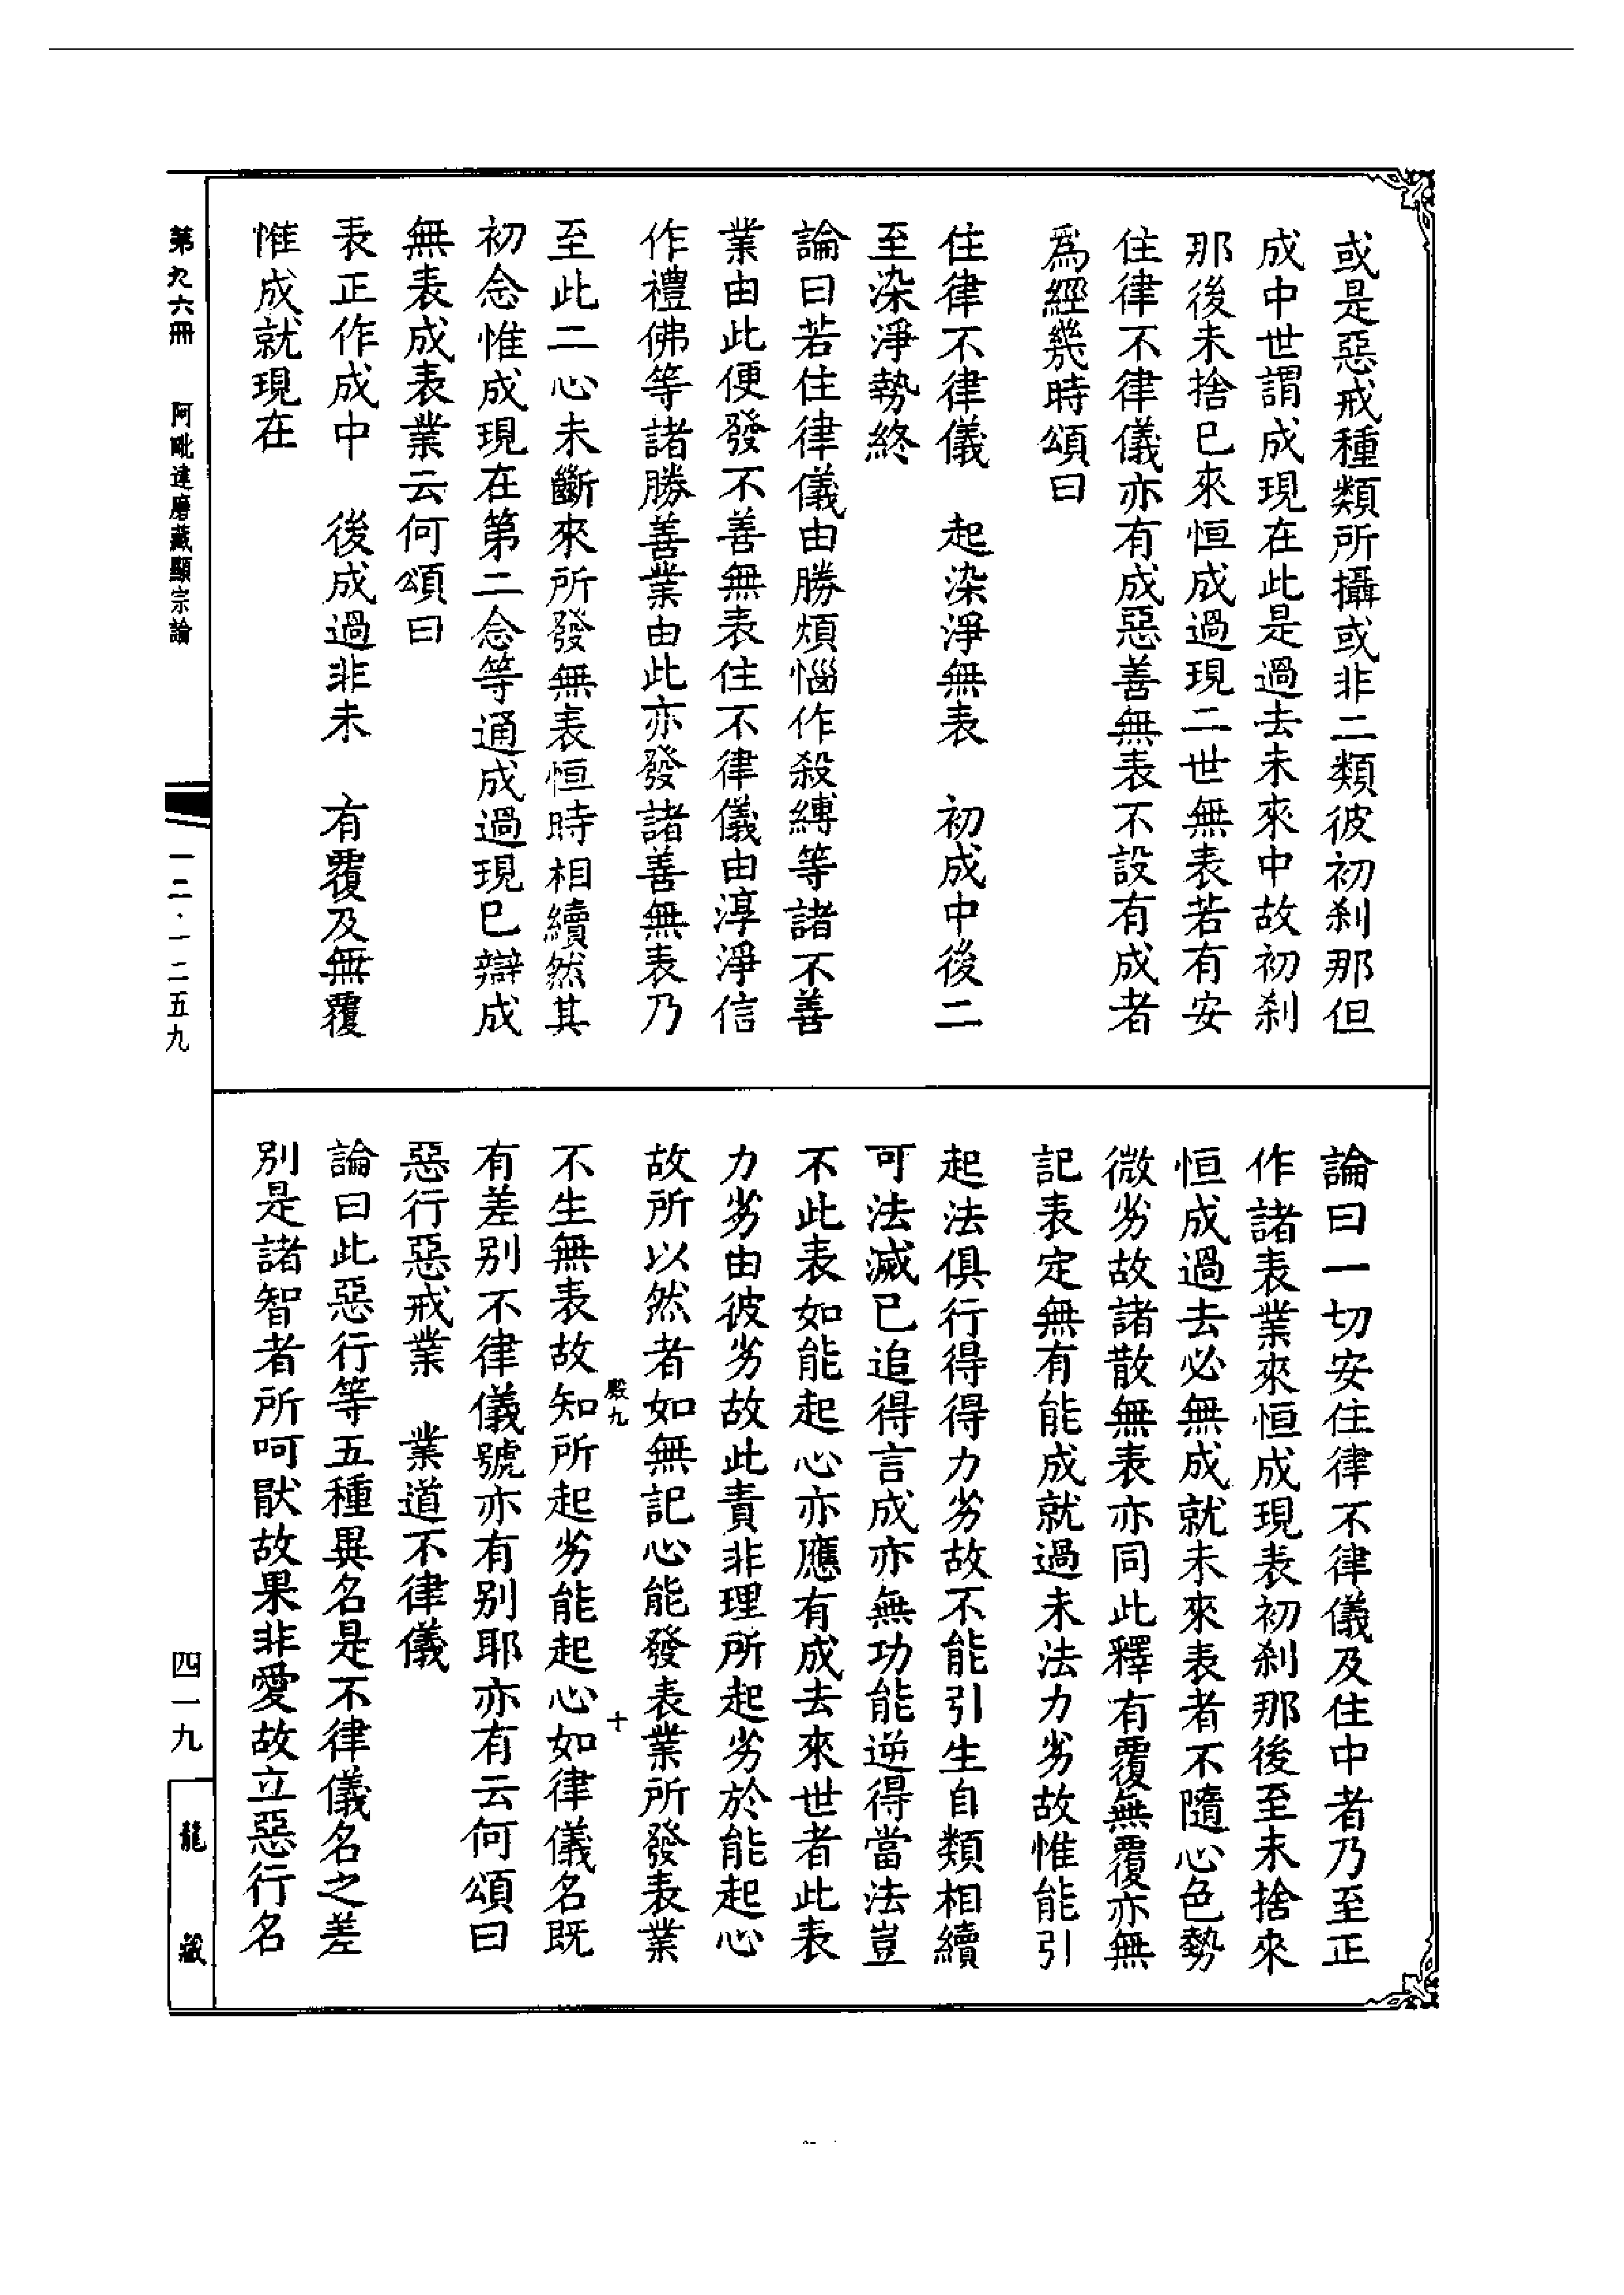 或是惡戒種類所攝或非二類彼初刹那但
成中世謂成現在此是過去未來中故初刹
那後未捨已來恒成過現二世無表若有安
住律不律儀亦有成惡善無表不設有成者
爲經幾時頌曰
住律不律儀　起染淨無表　初成中後二
至染淨勢終
論曰若住律儀由勝煩惱作殺縛等諸不善
業由此便發不善無表住不律儀由淳淨信
作禮佛等諸勝善業由此亦發諸善無表乃
至此二心未斷來所發無表恒時相續然其
初念惟成現在第二念等通成過現巳辯成
無表成表業云何頌曰
表正作成中　後成過非未　有覆及無覆
惟成就現在
論曰一切安住律不律儀及住中者乃至正
作諸表業來恒成現表初刹那後至未捨來
恒成過去必無成就未來表者不隨心色勢
微劣故諸散無表亦同此釋有覆無覆亦無
記表定無有能成就過未法力劣故惟能引
起法俱行得得力劣故不能引生自類相續
可法滅已追得言成亦無功能逆得當法豈
不此表如能起心亦應有成去來世者此表
力劣由彼劣故此責非理所起劣於能起心
故所以然者如無記心能發表業所發表業
殿九　十
不生無表故知所起劣能起心如律儀名既
有差別不律儀號亦有別耶亦有云何頌曰
惡行惡戒業　業道不律儀
論曰此惡行等五種異名是不律儀名之差
別是諸智者所呵猒故果非愛故立惡行名
第九六冊　阿毗達磨藏顯宗論
一二·一二五九
四一九
龍藏